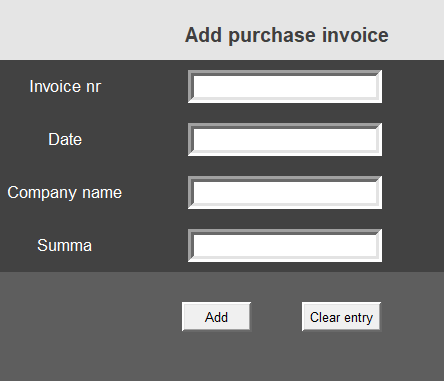 Add purchase invoice
Invoice nr
Date
Company name
Summa
Add Clear entry